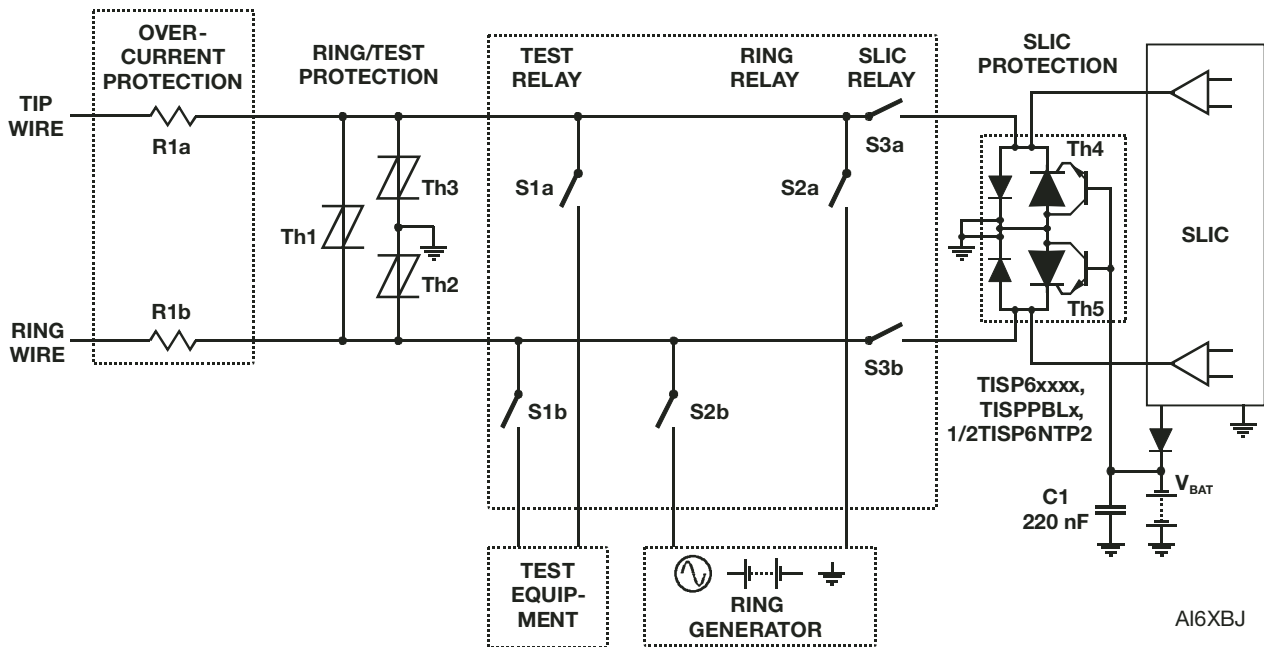 OVER-
CURRENT
PROTECTION
RING/TEST
PROTECTION
TEST
RELAY
RING
RELAY
SLIC
RELAY
SLIC
PROTECTION
TIP
WIRE
R1a
S3a
Th4
Th3
S1a
S2a
Th1
SLIC
Th2
R1b
Th5
RING
WIRE
S3b
S1b
S2b
TISP6xxxx,
TISPPBLx,
1/2TISP6NTP2
C1
220 nF
VBAT
TEST
EQUIP-
MENT
RING
GENERATOR
AI6XBJ